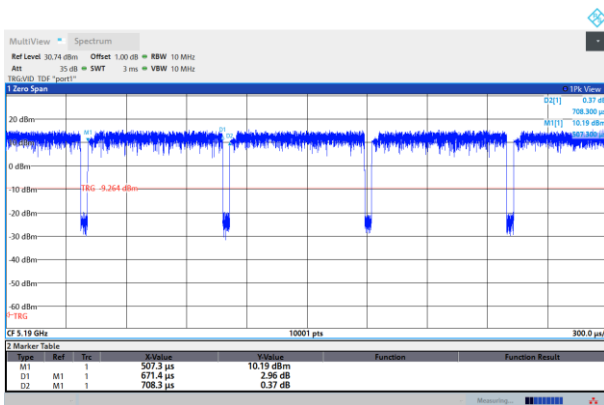 MultiView Spectrum
Ref Level 30.74 dBm Offset 1.00 dB RBW 10 MHz
Att 35 dB SWT 3 ms VBW 10 MHz
TRG:VID TDF "port1"
1 Zero Span 1Pk View
D2[1] 0.37 dB
708.300 µs
M1[1] 10.19 dBm
507.300 µs
20 dBm
M1 D1
D2
0 dBm
-10 dBm
TRG -9.264 dBm
-20 dBm
-30 dBm
-40 dBm
-50 dBm
-60 dBm
TRG
CF 5.19 GHz 10001 pts 300.0 µs/
2 Marker Table
Type Ref Trc X-Value Y-Value Function Function Result
M1 1 507.3 µs 10.19 dBm
D1 M1 1 671.4 µs 2.96 dB
D2 M1 1 708.3 µs 0.37 dB
Measuring...